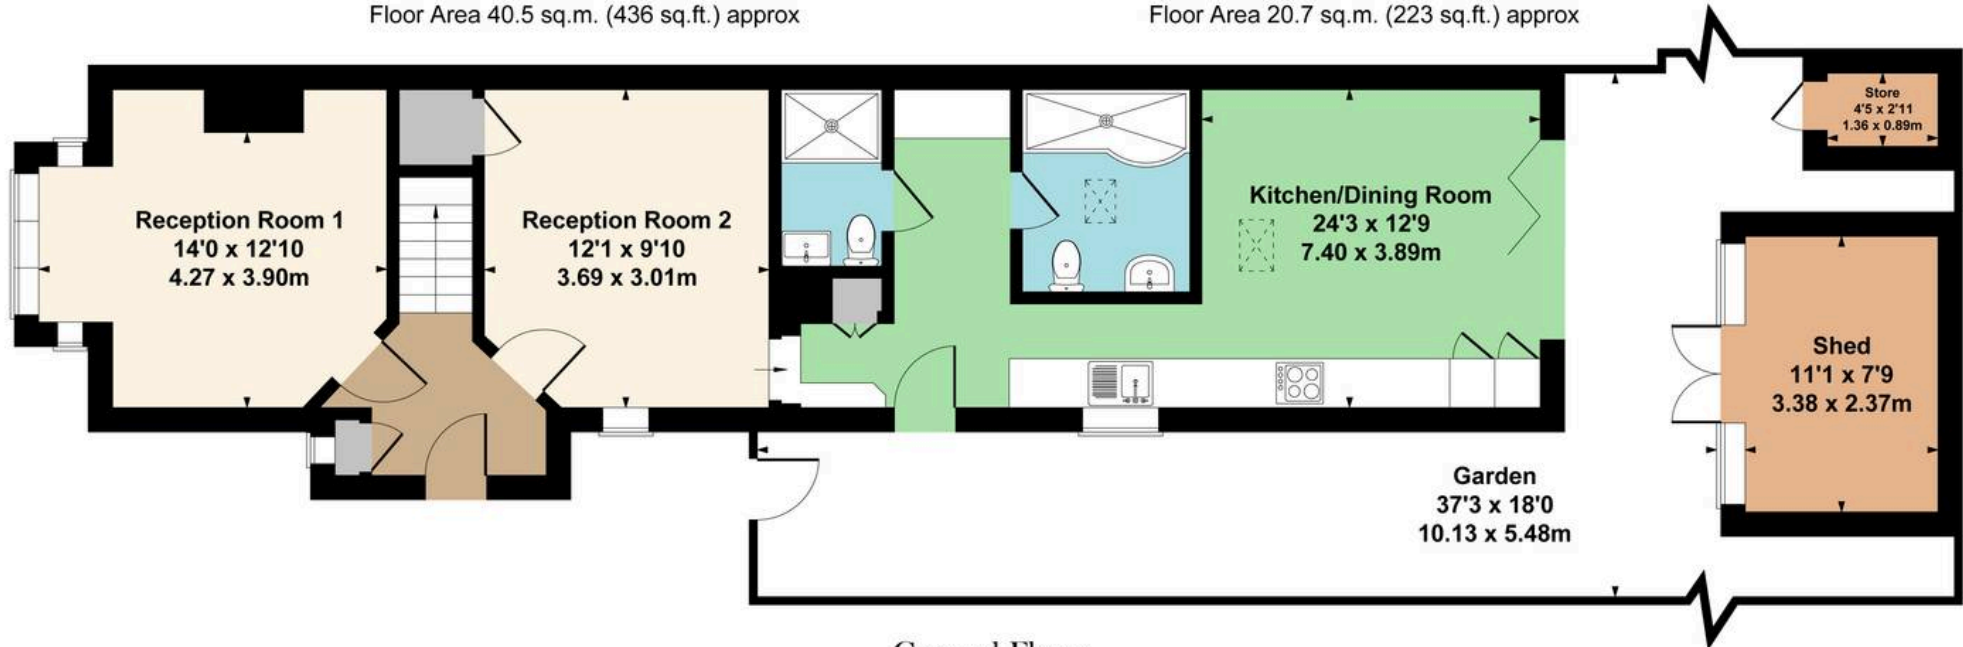 Floor Area 40.5 sq.m. (436 sq.ft.) approx
Floor Area 20.7 sq.m. (223 sq.ft.) approx
Reception Room 1
14'0 x 12'10
4.27 x 3.90m
Reception Room 2
12'1 x 9'10
3.69 x 3.01m
Kitchen/Dining Room
24'3 x 12'9
7.40 x 3.89m
Store
4'5 x 2'11
1.36 x 0.89m
Shed
11'1 x 7'9
3.38 x 2.37m
Garden
37'3 x 18'0
10.13 x 5.48m